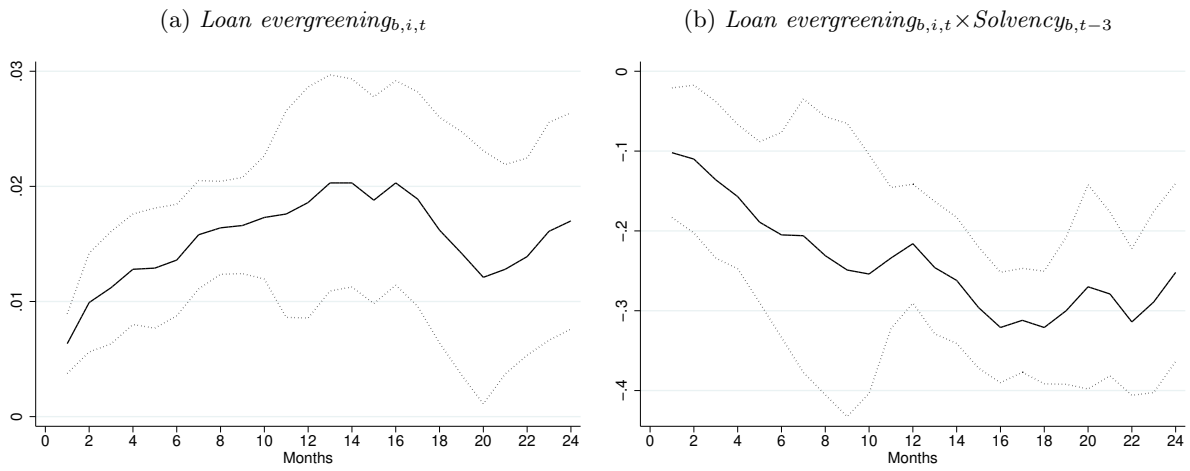 (a) Loan evergreening_{b,i,t}
.03
.02
.01
0
0 2 4 6 8 10 12 14 16 18 20 22 24
Months
(b) Loan evergreening_{b,i,t}×Solvency_{b,t−3}
0
-.1
-.2
-.3
-.4
0 2 4 6 8 10 12 14 16 18 20 22 24
Months